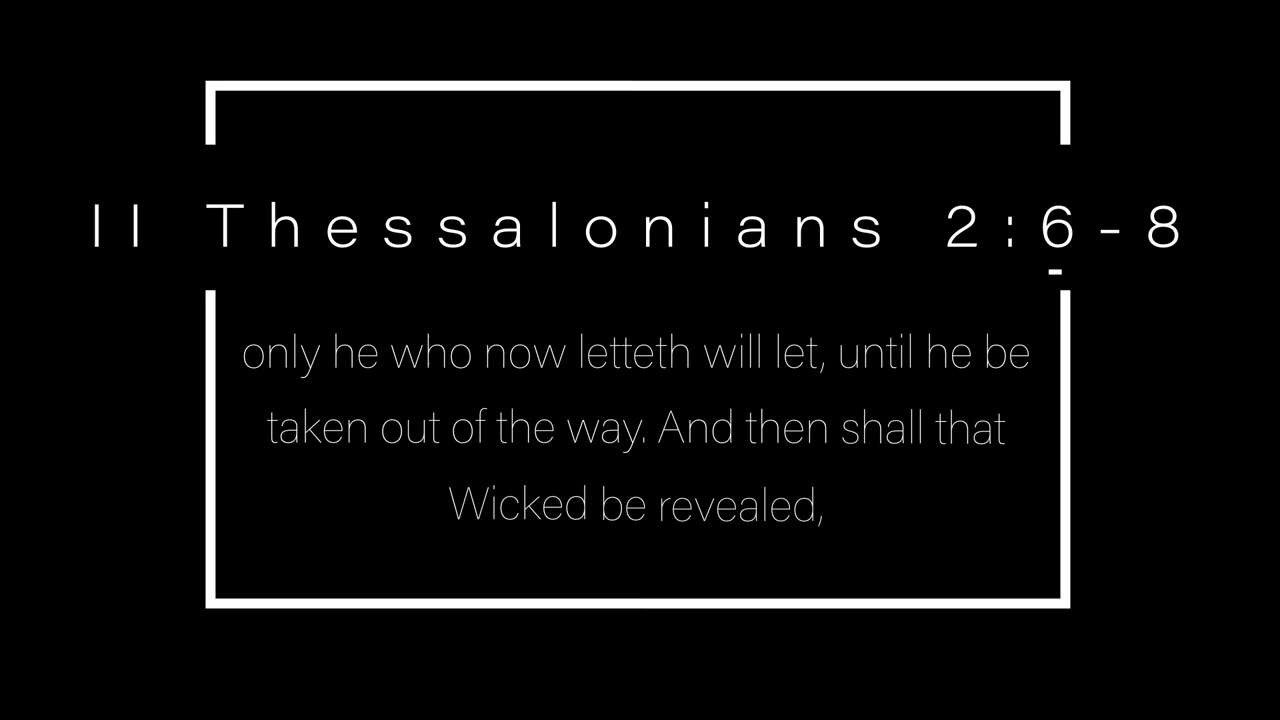 II Thessalonians 2:6-8
only he who now letteth will let, until he be
taken out of the way. And then shall that
Wicked be revealed,